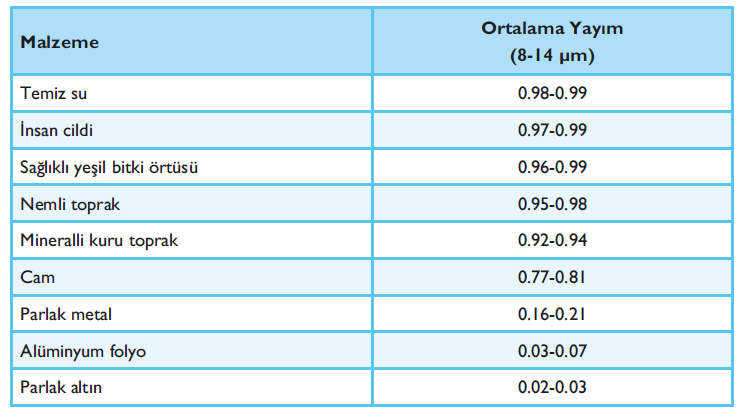 Malzeme
Ortalama Yayım
(8-14 µm)
Temiz su 0.98-0.99
İnsan cildi 0.97-0.99
Sağlıklı yeşil bitki örtüsü 0.96-0.99
Nemli toprak 0.95-0.98
Mineralli kuru toprak 0.92-0.94
Cam 0.77-0.81
Parlak metal 0.16-0.21
Alüminyum folyo 0.03-0.07
Parlak altın 0.02-0.03